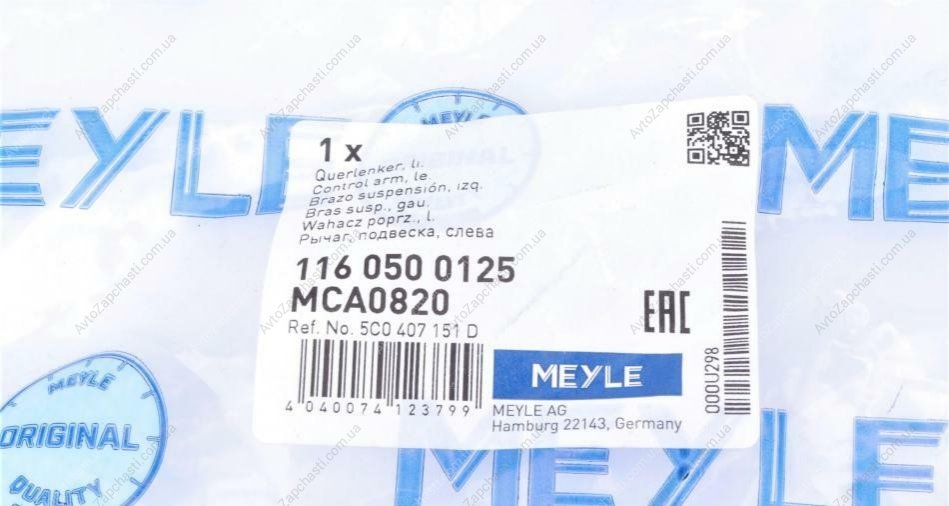 MEYLE
MEYLE
ORIGINAL
M
1 x
Querlenker, li.
Control arm, le.
Brazo suspensión, izq.
Bras susp., gau.
Wahacz poprz., l.
Рычаг, подвеска, слева
116 050 0125
MCA0820
Ref. No. 5C0 407 151 D
EAC
4 040074 123799
MEYLE
MEYLE AG
Hamburg 22143, Germany
000U298
MEYLE
ORIGINAL
QUALITY
MEYLE
AvtoZapchasti.com.ua